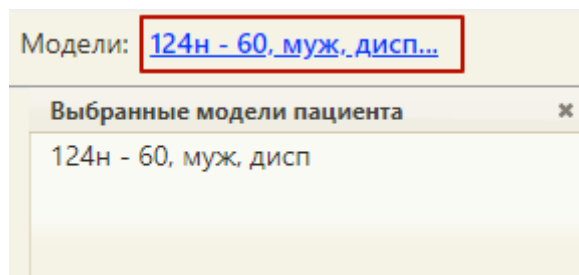 Модели: 124н - 60, муж, дисп...
Выбранные модели пациента
124н - 60, муж, дисп